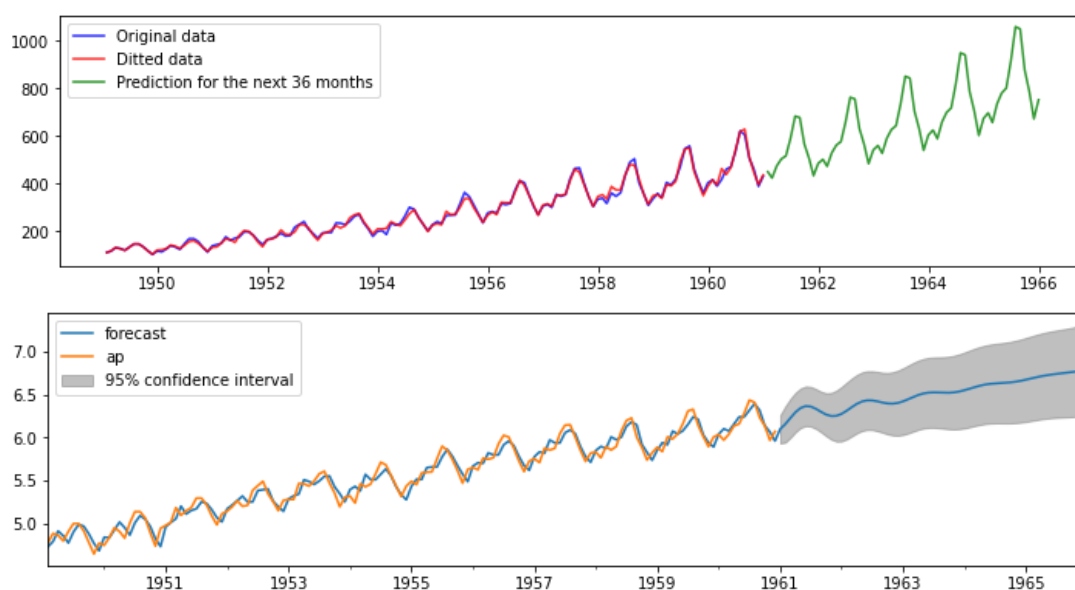 Original data
Ditted data
Prediction for the next 36 months
1000
800
600
400
200
1950 1952 1954 1956 1958 1960 1962 1964 1966
forecast
ap
95% confidence interval
7.0
6.5
6.0
5.5
5.0
1951 1953 1955 1957 1959 1961 1963 1965